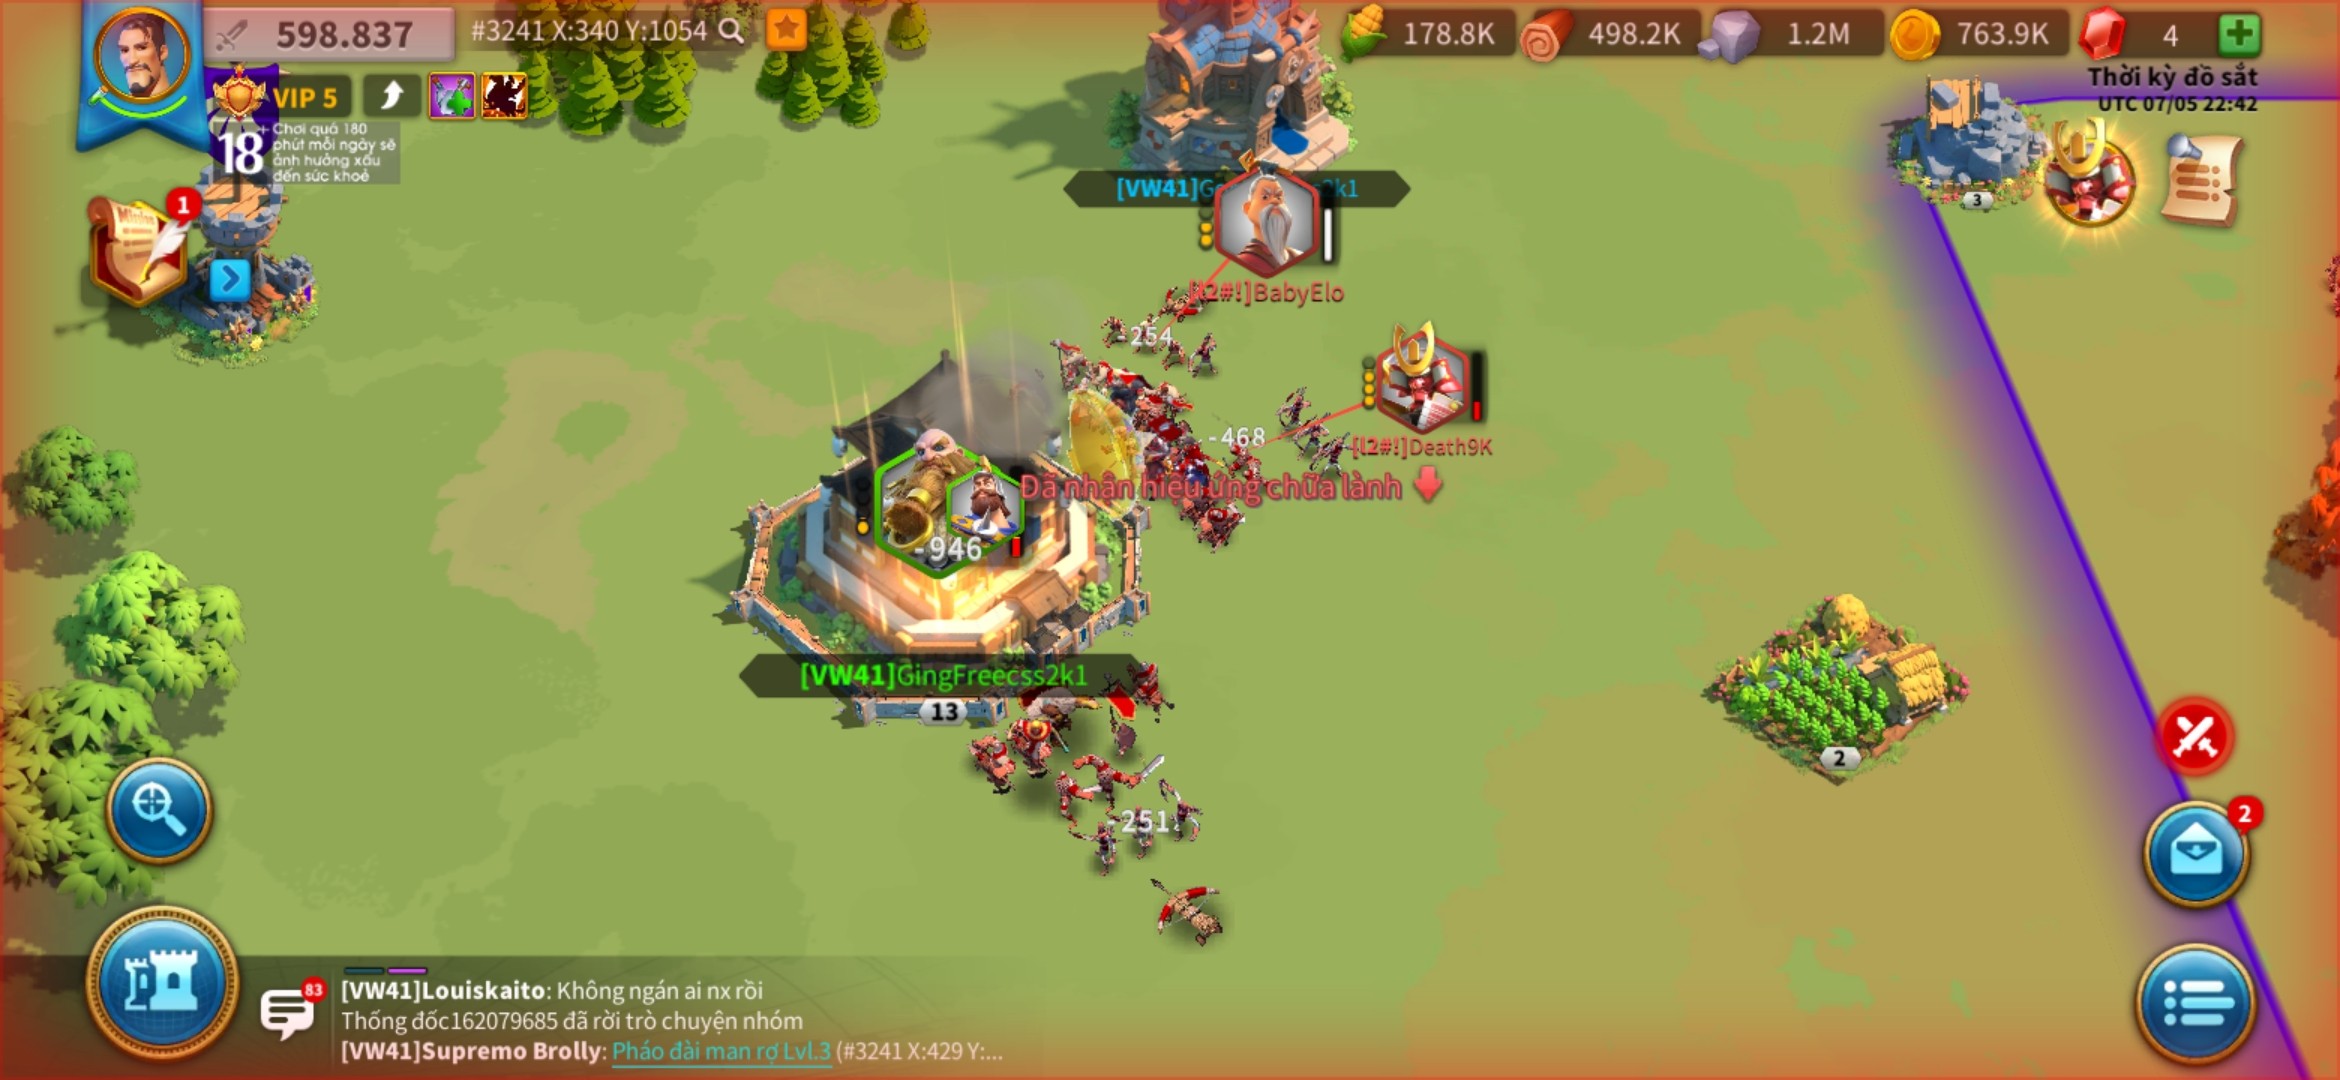 598.837
#3241 X:340 Y:1054
178.8K
498.2K
1.2M
763.9K
4
Thời kỳ đồ sắt
UTC 07/05 22:42
VIP 5
18+
Chơi quá 180
phút mỗi ngày sẽ
ảnh hưởng xấu
đến sức khoẻ
1
3
[VW41]
[l2#!]BabyElo
-254
-468
[l2#!]Death9K
Đã nhận hiệu ứng chữa lành
-946
[VW41]GingFreecss2k1
13
2
-251
2
83
[VW41]Louiskaito: Không ngán ai nx rồi
Thống đốc162079685 đã rời trò chuyện nhóm
[VW41]Supremo Brolly: Pháo đài man rợ Lvl.3 (#3241 X:429 Y:...